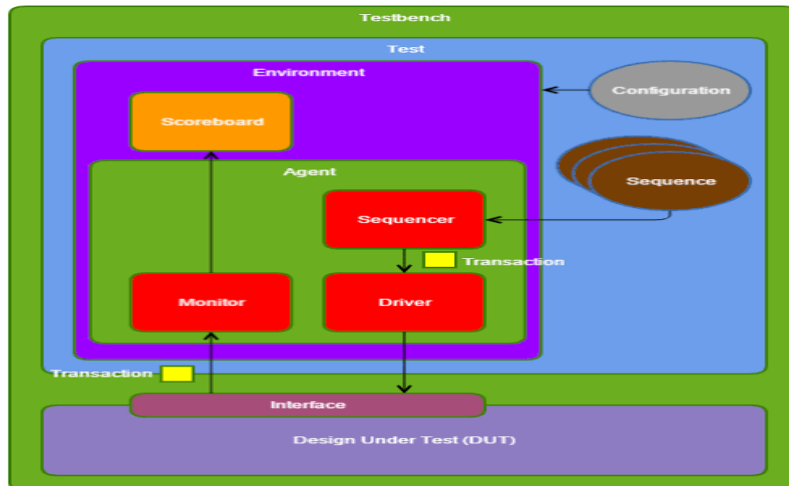 Testbench
Test
Environment
Configuration
Scoreboard
Agent
Sequence
Sequencer
Transaction
Monitor
Driver
Transaction
Interface
Design Under Test (DUT)